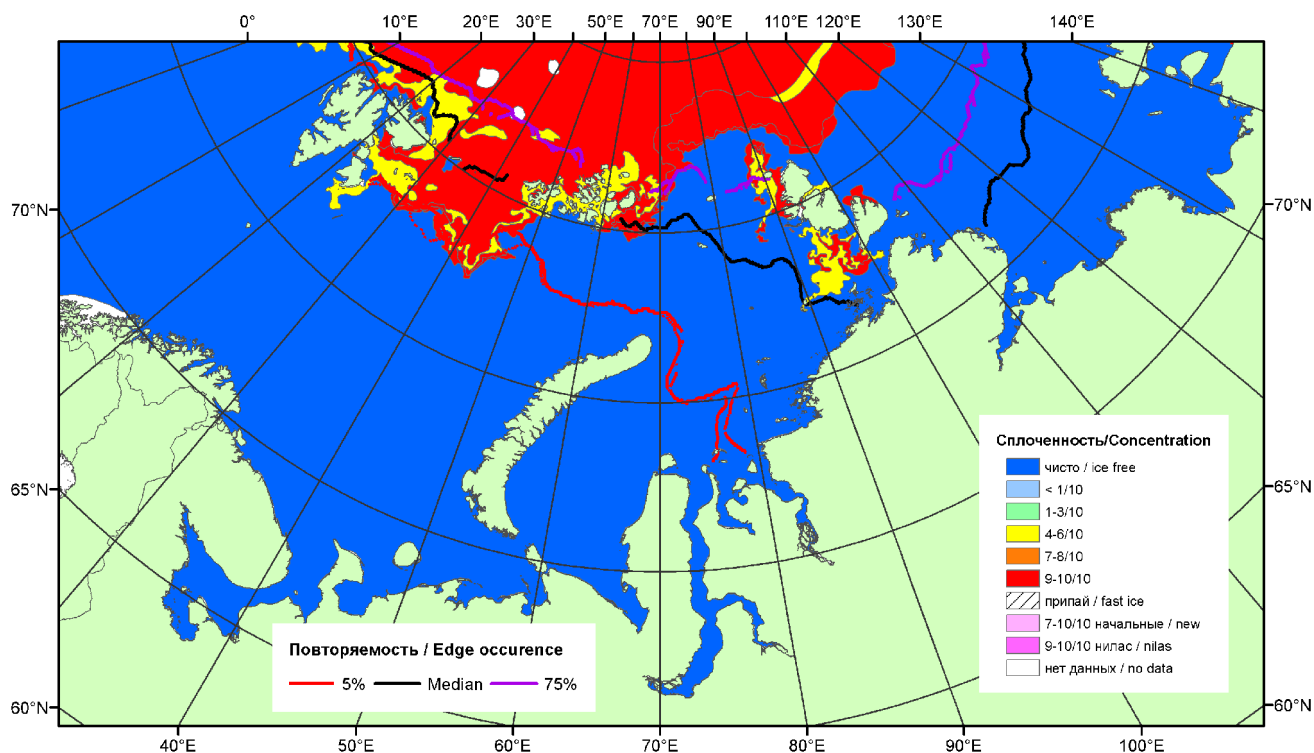 0° 10°E 20°E 30°E 50°E 70°E 90°E 110°E 120°E 130°E 140°E
70°N 70°N
65°N 65°N
60°N 60°N
40°E 50°E 60°E 70°E 80°E 90°E 100°E
Сплоченность/Concentration
чисто / ice free
< 1/10
1-3/10
4-6/10
7-8/10
9-10/10
припай / fast ice
7-10/10 начальные / new
9-10/10 нилас / nilas
нет данных / no data
Повторяемость / Edge occurence
5% Median 75%